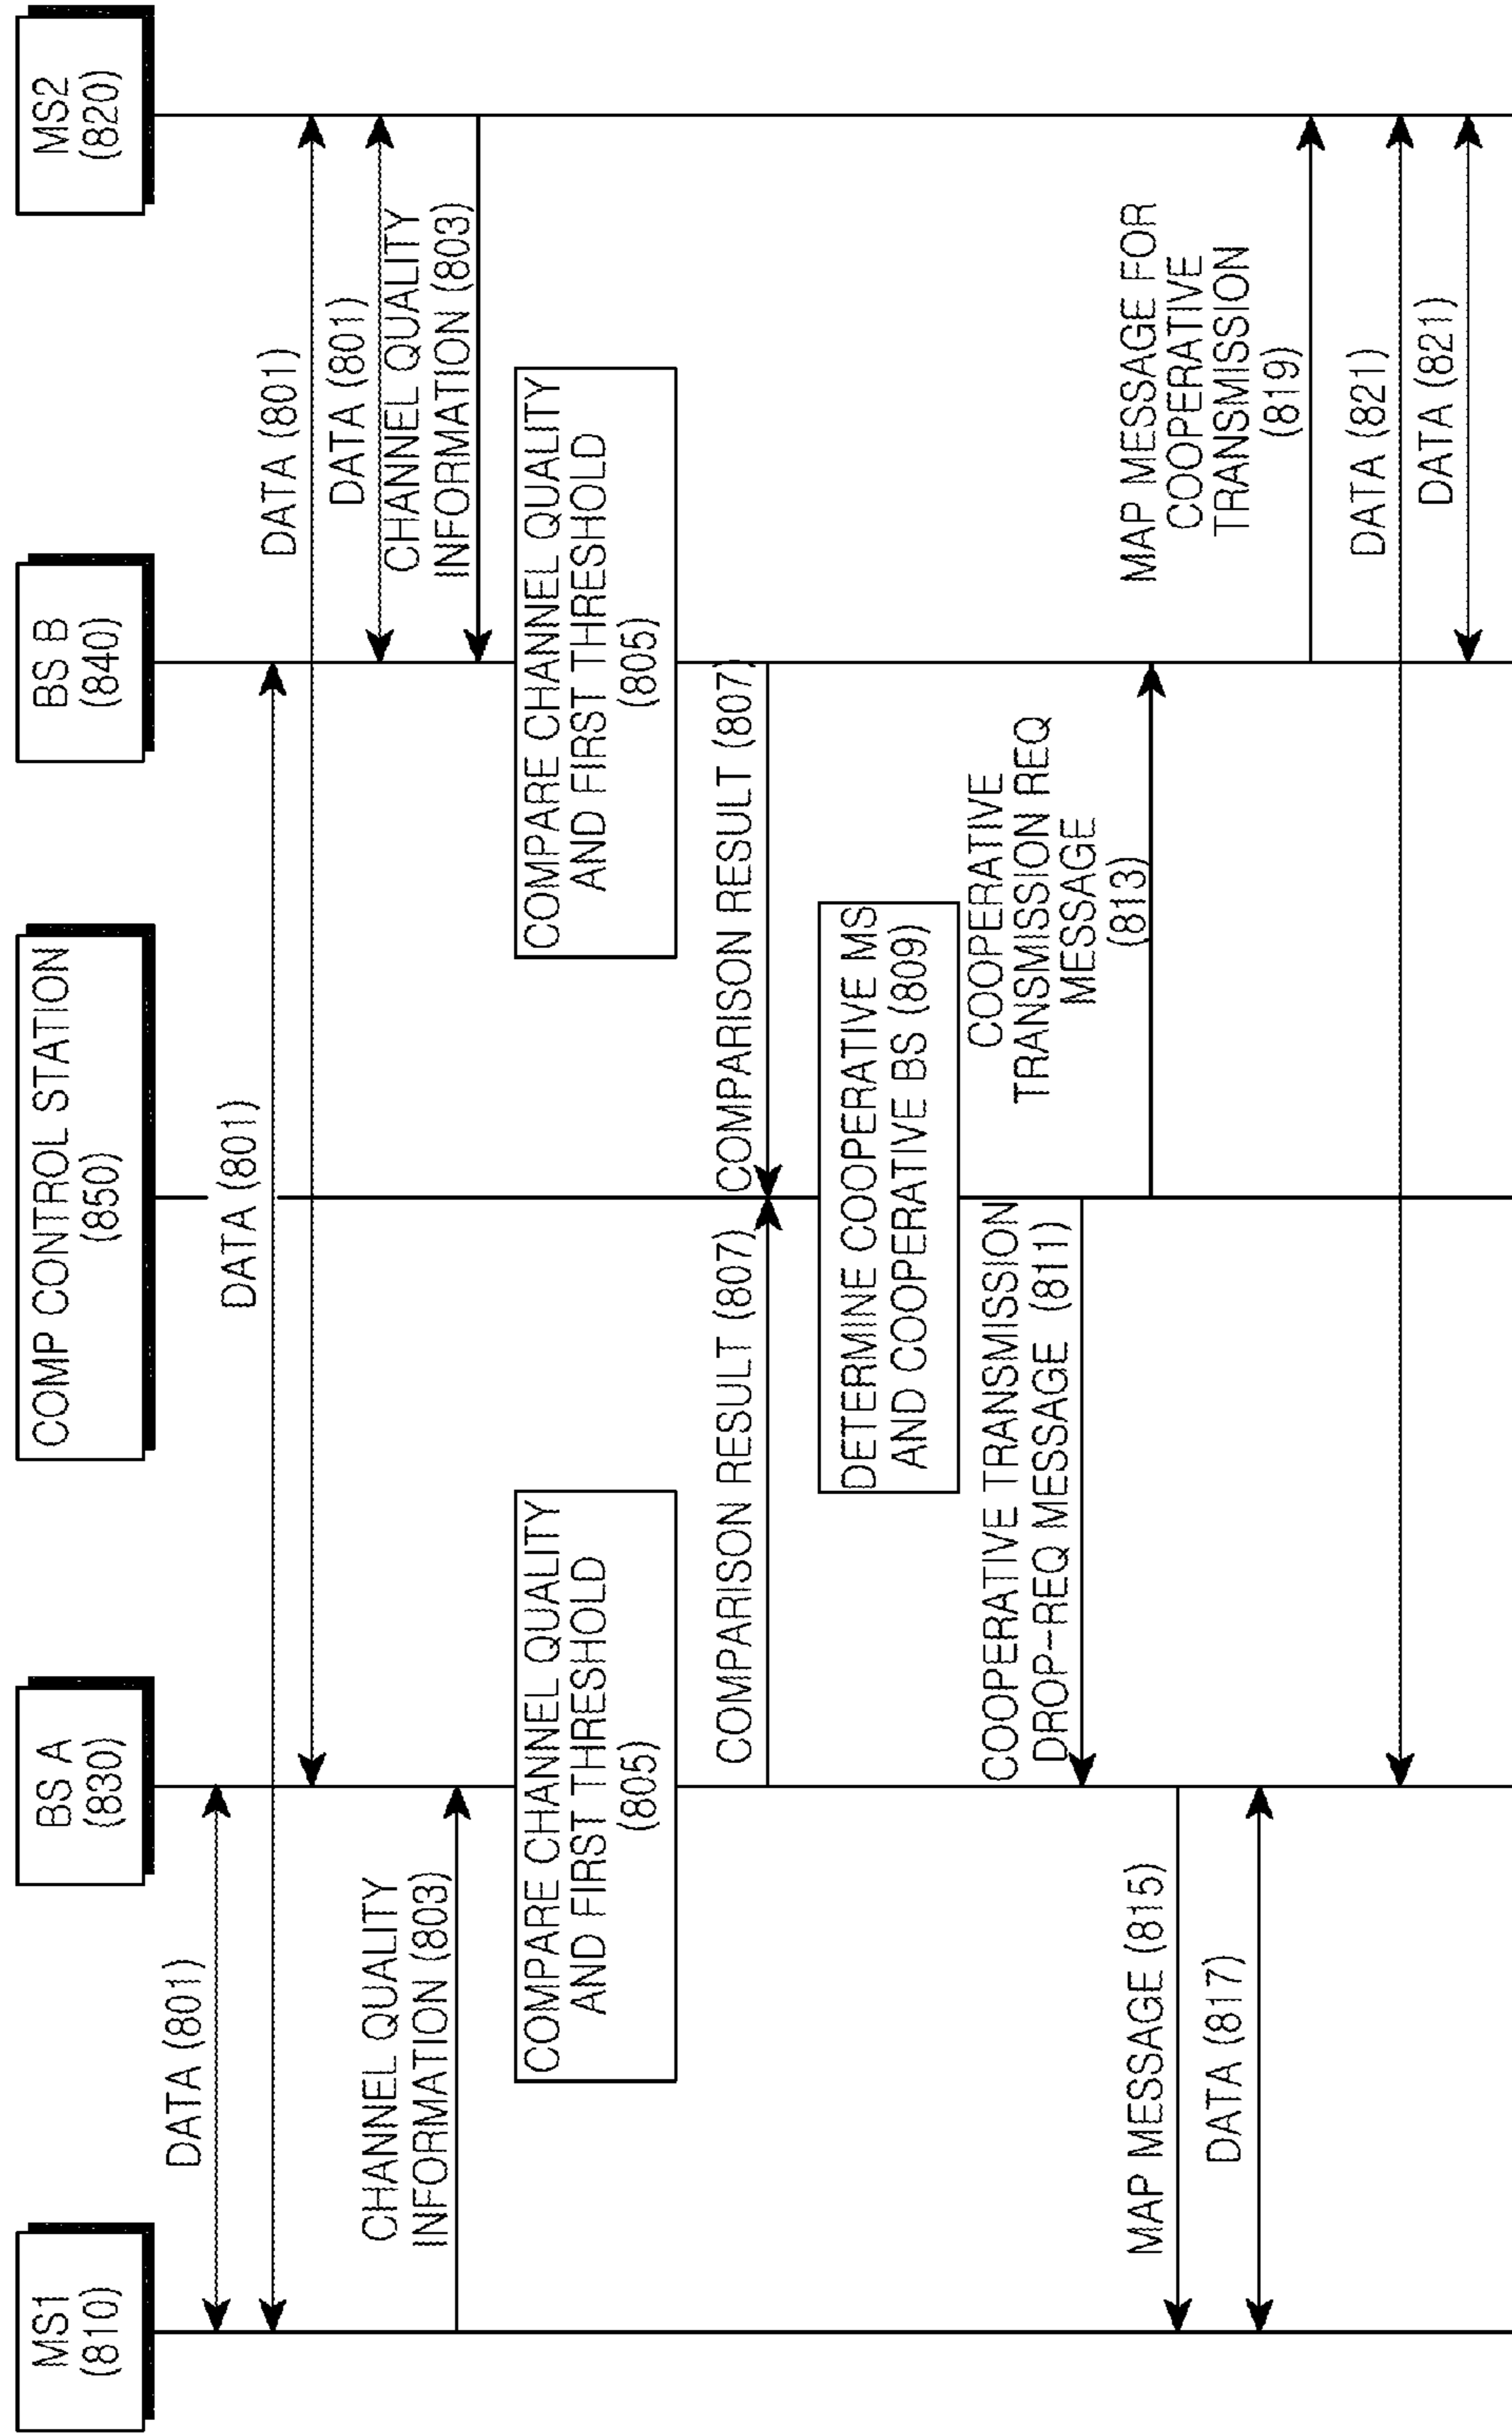 MS1
(810)
BS A
(830)
COMP CONTROL STATION
(850)
BS B
(840)
MS2
(820)
DATA (801)
DATA (801)
DATA (801)
DATA (801)
CHANNEL QUALITY
INFORMATION (803)
CHANNEL QUALITY
INFORMATION (803)
COMPARE CHANNEL QUALITY
AND FIRST THRESHOLD
(805)
COMPARE CHANNEL QUALITY
AND FIRST THRESHOLD
(805)
COMPARISON RESULT (807)
COMPARISON RESULT (807)
DETERMINE COOPERATIVE MS
AND COOPERATIVE BS (809)
COOPERATIVE TRANSMISSION
DROP-REQ MESSAGE (811)
COOPERATIVE
TRANSMISSION REQ
MESSAGE
(813)
MAP MESSAGE (815)
DATA (817)
MAP MESSAGE FOR
COOPERATIVE
TRANSMISSION
(819)
DATA (821)
DATA (821)